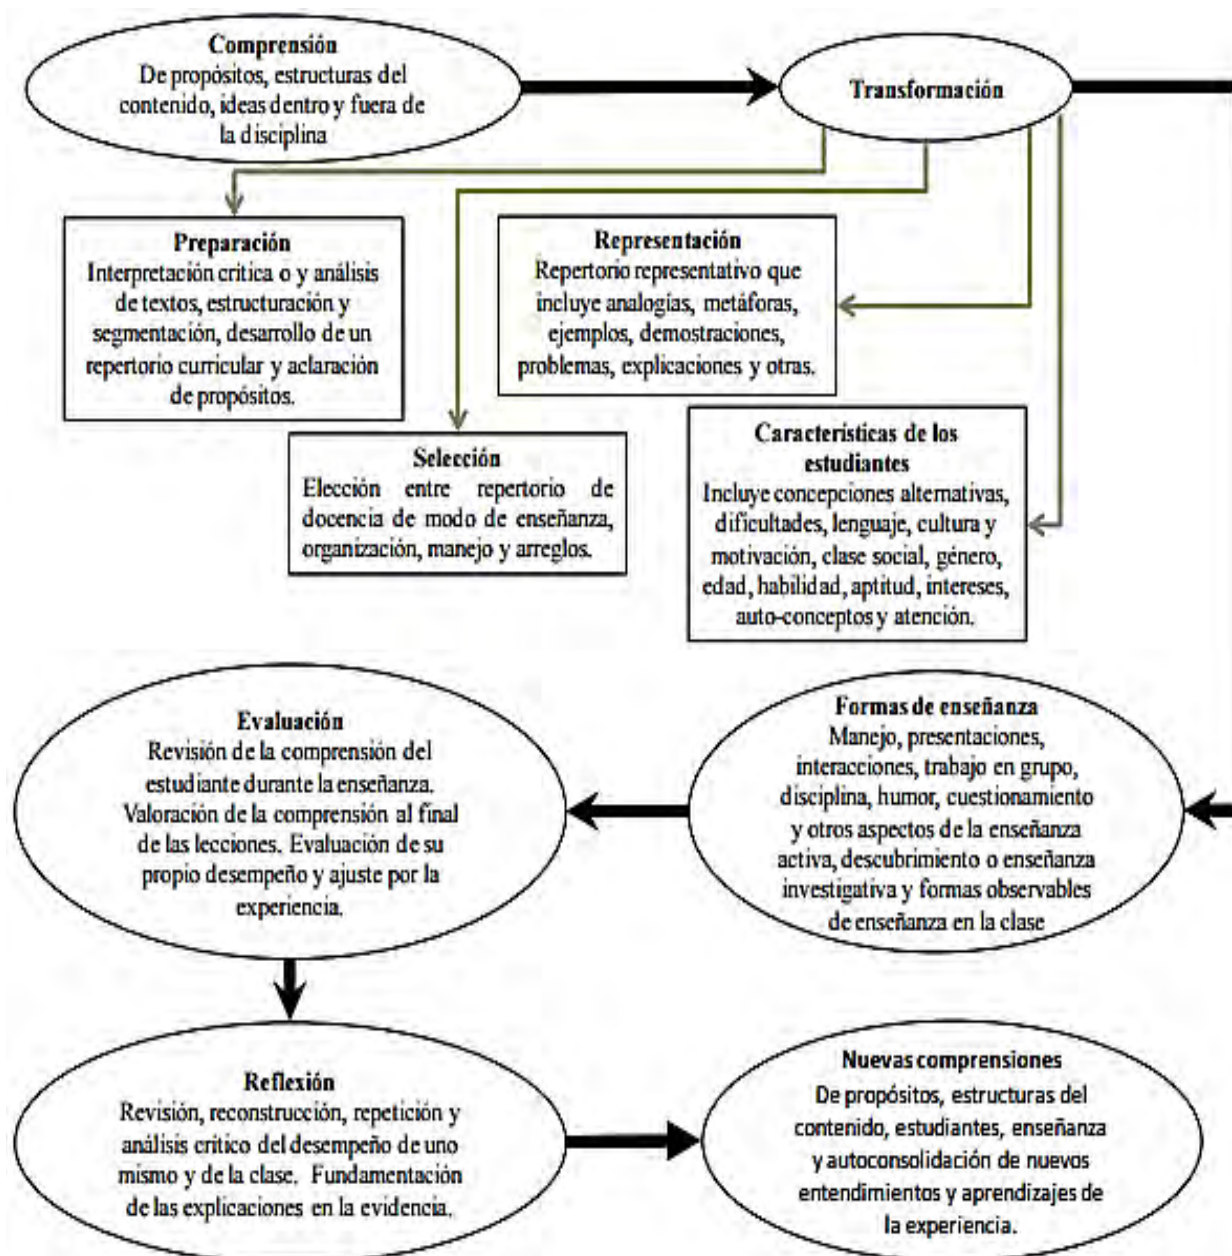 Comprensión
De propósitos, estructuras del
contenido, ideas dentro y fuera de
la disciplina
Transformación
Preparación
Interpretación critica o y análisis
de textos, estructuración y
segmentación, desarrollo de un
repertorio curricular y aclaración
de propósitos.
Representación
Repertorio representativo que
incluye analogías, metáforas,
ejemplos, demostraciones,
problemas, explicaciones y otras.
Selección
Elección entre repertorio de
docencia de modo de enseñanza,
organización, manejo y arreglos.
Características de los
estudiantes
Incluye concepciones alternativas,
dificultades, lenguaje, cultura y
motivación, clase social, género,
edad, habilidad, aptitud, intereses,
auto-conceptos y atención.
Formas de enseñanza
Manejo, presentaciones,
interacciones, trabajo en grupo,
disciplina, humor, cuestionamiento
y otros aspectos de la enseñanza
activa, descubrimiento o enseñanza
investigativa y formas observables
de enseñanza en la clase
Evaluación
Revisión de la comprensión del
estudiante durante la enseñanza.
Valoración de la comprensión al final
de las lecciones. Evaluación de su
propio desempeño y ajuste por la
experiencia.
Reflexión
Revisión, reconstrucción, repetición y
análisis crítico del desempeño de uno
mismo y de la clase. Fundamentación
de las explicaciones en la evidencia.
Nuevas comprensiones
De propósitos, estructuras del
contenido, estudiantes, enseñanza
y autoconsolidación de nuevos
entendimientos y aprendizajes de
la experiencia.